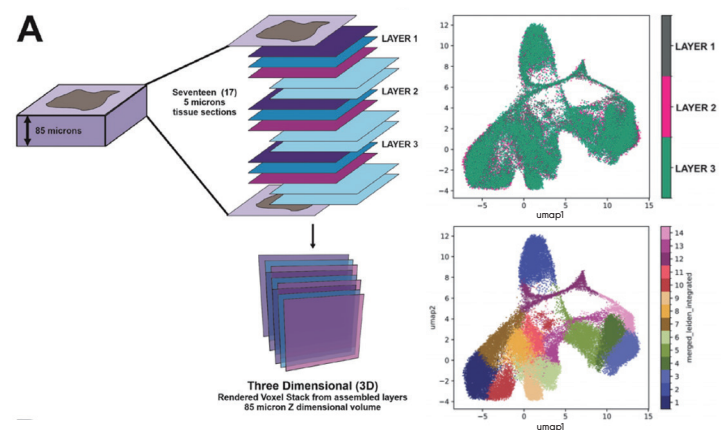 A
85 microns
Seventeen (17)
5 microns
tissue sections
LAYER 1
LAYER 2
LAYER 3
Three Dimensional (3D)
Rendered Voxel Stack from assembled layers
85 micron Z dimensional volume
12
10
8
6
4
2
0
−2
−4
−5
0
5
10
15
umap1
LAYER 1
LAYER 2
LAYER 3
umap2
12
10
8
6
4
2
0
−2
−4
−5
0
5
10
15
umap1
14
13
12
11
10
9
8
7
6
5
4
3
2
1
merged_leiden_integrated